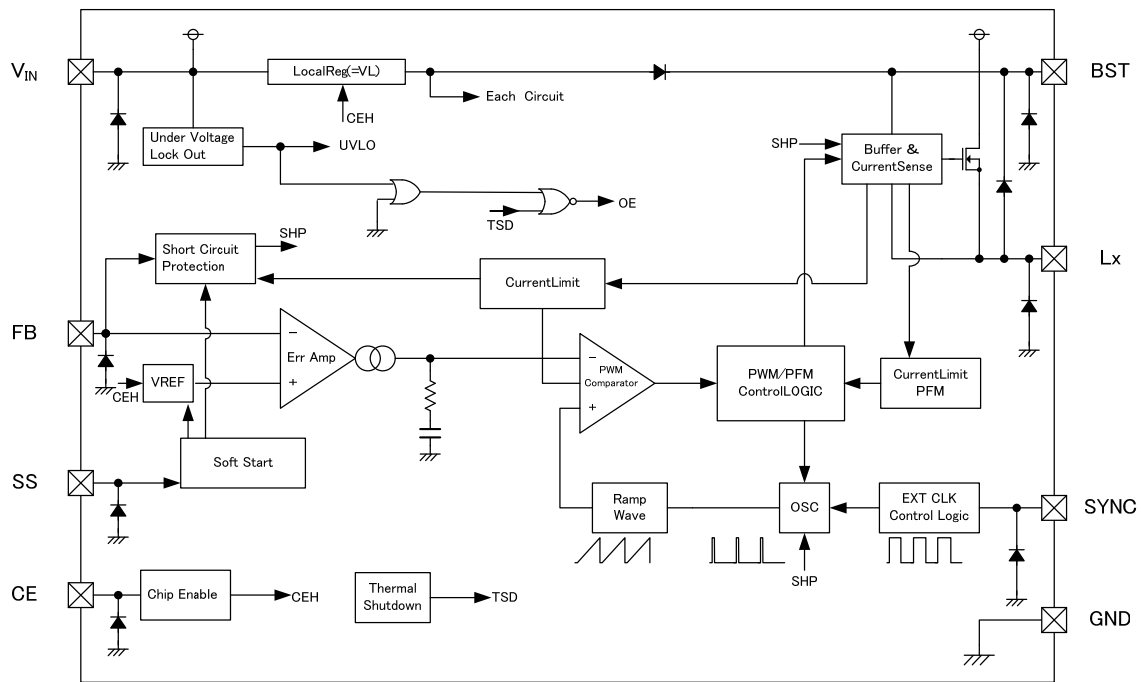 VIN
LocalReg(=VL)
BST
Each Circuit
CEH
Under Voltage
Lock Out
UVLO
SHP
Buffer &
CurrentSense
OE
TSD
SHP
Short Circuit
Protection
CurrentLimit
Lx
FB
−
Err Amp
+
−
PWM
Comparator
+
PWM/PFM
ControlLOGIC
CurrentLimit
PFM
CEH
VREF
Soft Start
SS
Ramp
Wave
OSC
EXT CLK
Control Logic
SYNC
SHP
CE
Chip Enable
CEH
Thermal
Shutdown
TSD
GND